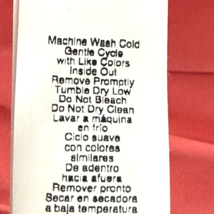 Machine Wash Cold
Gentle Cycle
with Like Colors
Inside Out
Remove Promptly
Tumble Dry Low
Do Not Bleach
Do Not Dry Clean
Lavar a máquina
en frio
Ciclo suave
con colores
similares
De adentro
hacia afuera
Remover pronto
Secar en secadora
a baja temperatura